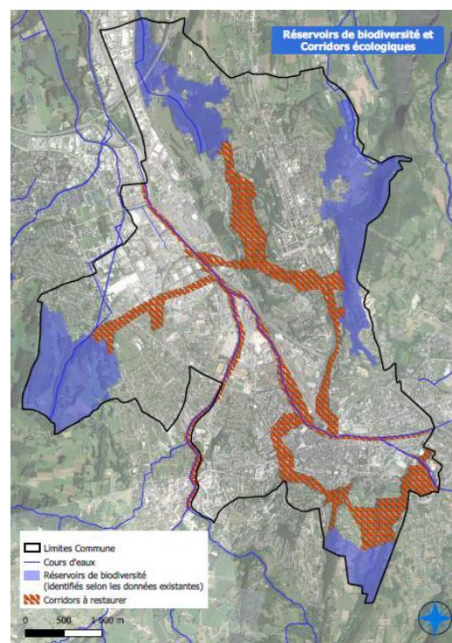 Réservoirs de biodiversité et
Corridors écologiques
Limites Commune
Cours d'eaux
Réservoirs de biodiversité
(identifiés selon les données existantes)
Corridors à restaurer
0 500 1 000 m